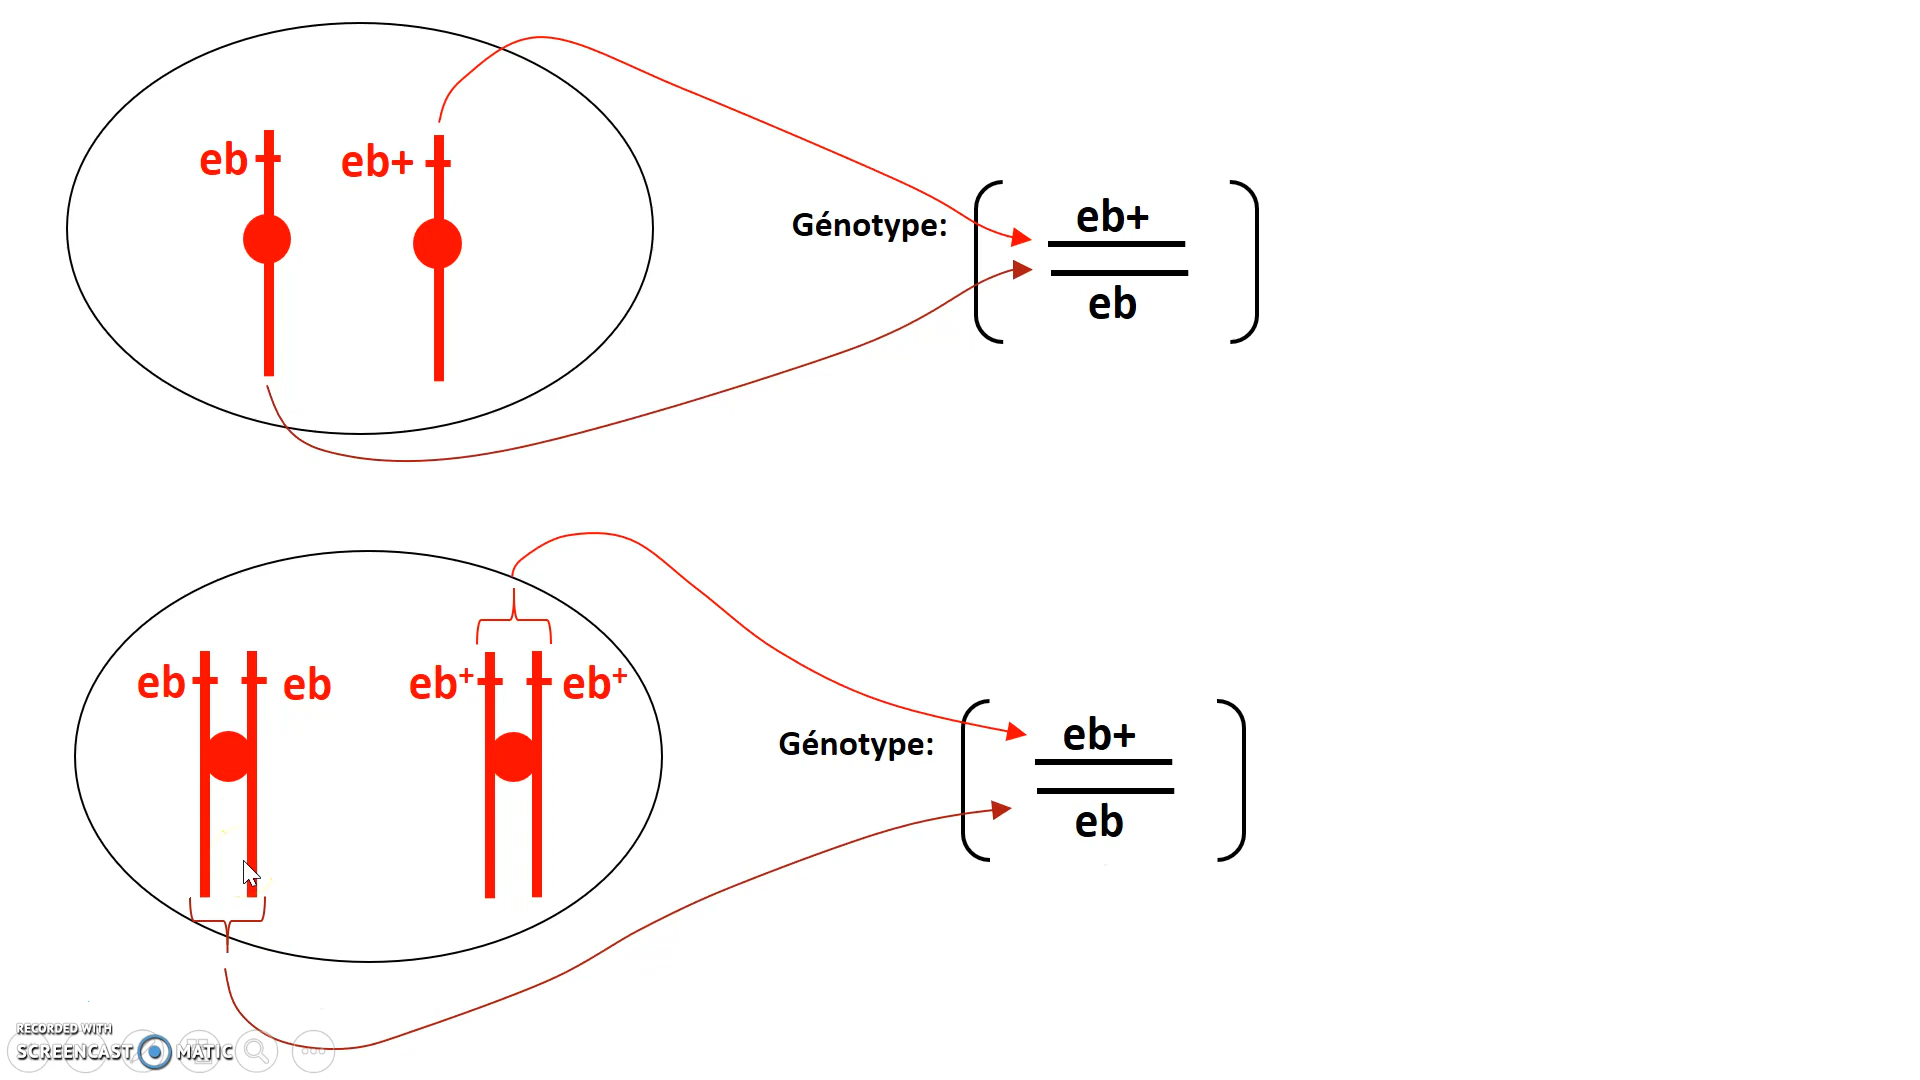 eb
eb+
Génotype:
eb+
eb
eb
eb
eb⁺
eb⁺
Génotype:
eb+
eb
RECORDED WITH
SCREENCAST MATIC